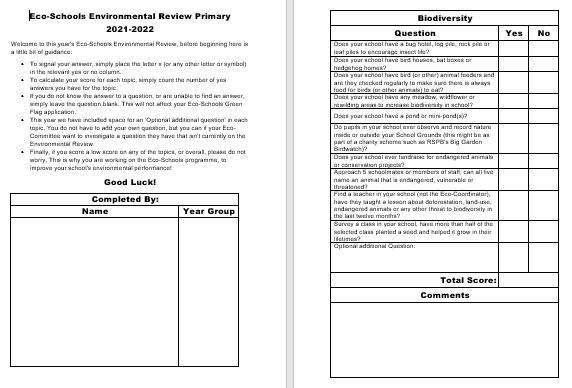 Eco-Schools Environmental Review Primary
2021-2022
Welcome to this year's Eco-Schools Environmental Review, before beginning here is
a little bit of guidance:
• To signal your answer, simply place the letter x (or any other letter or symbol)
in the relevant yes or no column.
• To calculate your score for each topic, simply count the number of yes
answers you have for the topic.
• If you do not know the answer to a question, or are unable to find an answer,
simply leave the question blank. This will not affect your Eco-Schools Green
Flag application.
• This year we have included space for an 'Optional additional question' in each
topic. You do not have to add your own question, but you can if your Eco-
Committee want to investigate a question they have that isn't currently on the
Environmental Review.
• Finally, if you score a low score on any of the topics, or overall, please do not
worry. This is why you are working on the Eco-Schools programme, to
improve your school's environmental performance!
Good Luck!
Completed By:
Name Year Group
Biodiversity
Question Yes No
Does your school have a bug hotel, log pile, rock pile or
leaf piles to encourage insect life?
Does your school have bird houses, bat boxes or
hedgehog homes?
Does your school have bird (or other) animal feeders and
are they checked regularly to make sure there is always
food for birds (or other animals) to eat?
Does your school have any meadow, wildflower or
rewilding areas to increase biodiversity in school?
Does your school have a pond or mini-pond(s)?
Do pupils in your school ever observe and record nature
inside or outside your School Grounds (the might be as
part of a charity scheme such as RSPB's Big Garden
Birdwatch)?
Does your school ever fundraise for endangered animals
or conservation projects?
Approach 5 schoolmates or members of staff, can all five
name an animal that is endangered, vulnerable or
threatened?
Find a teacher in your school (not the Eco-Coordinator),
have they taught a lesson about deforestation, land-use,
endangered animals or any other threat to biodiversity in
the last twelve months?
Survey a class in your school, have more than half of the
selected class planted a seed and helped it grow in their
lifetimes?
Optional additional Question:
Total Score:
Comments